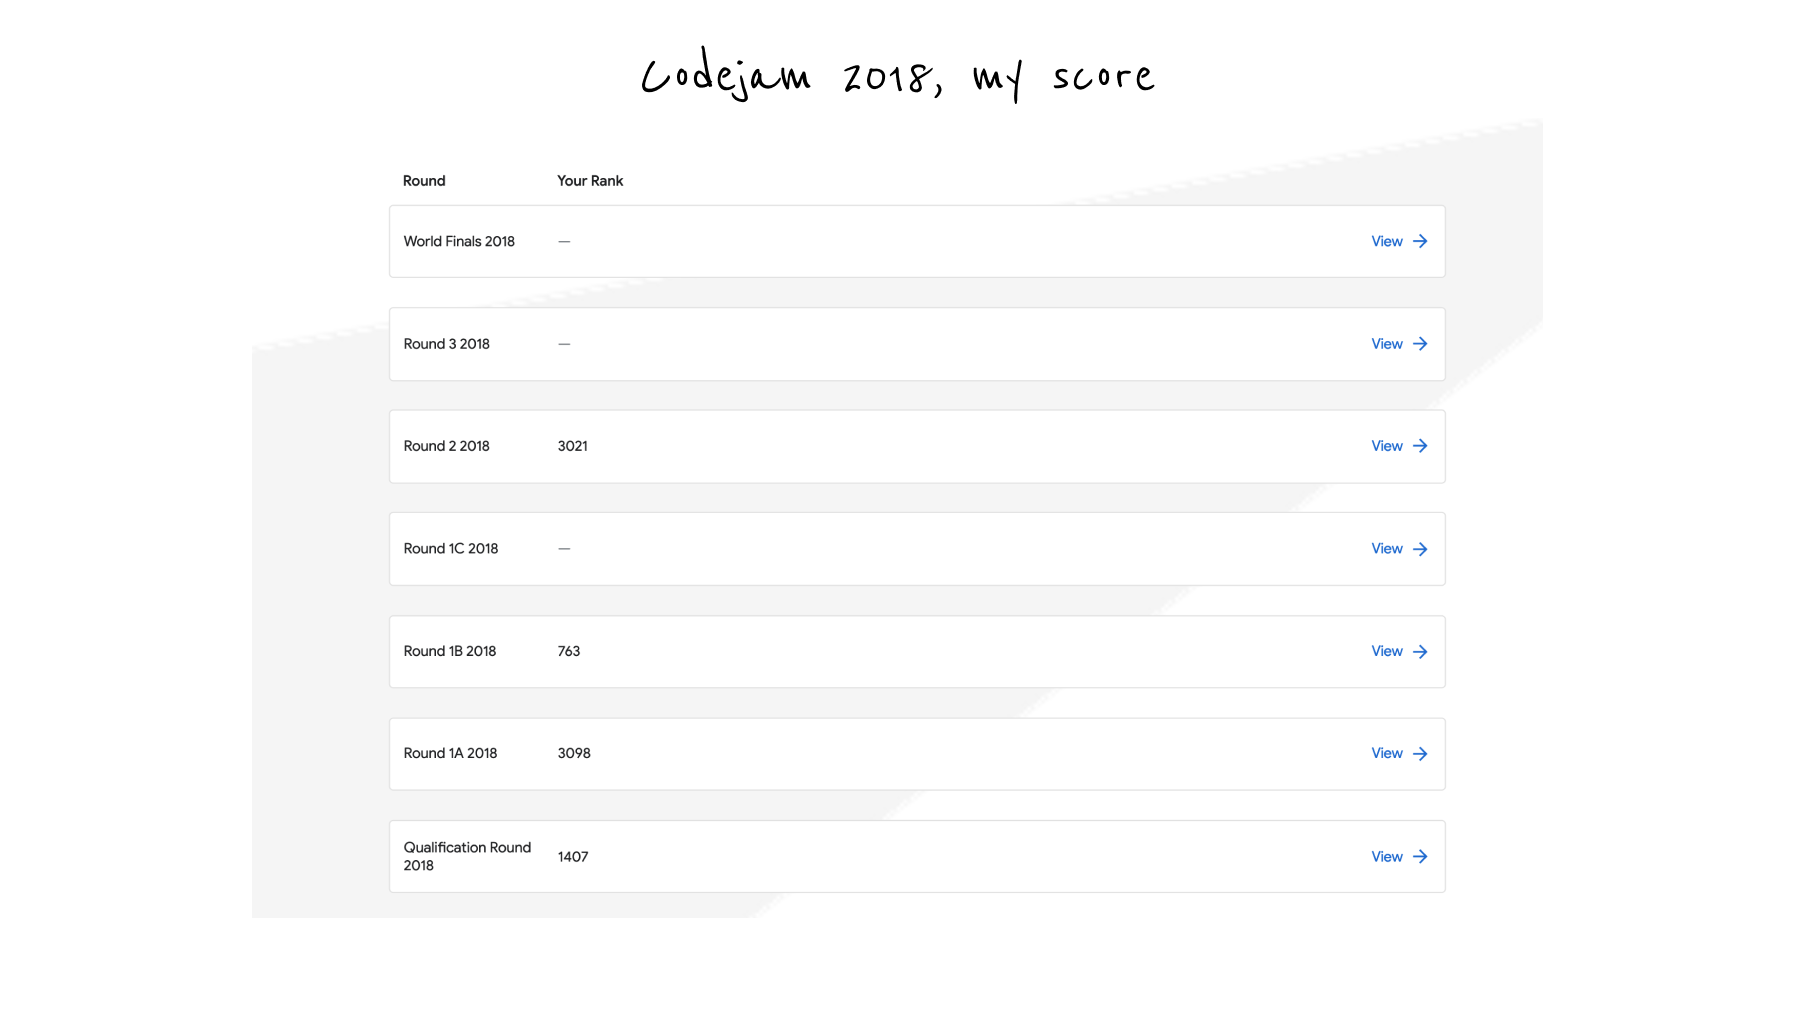 Codejam 2018, my score
Round Your Rank
World Finals 2018 — View →
Round 3 2018 — View →
Round 2 2018 3021 View →
Round 1C 2018 — View →
Round 1B 2018 763 View →
Round 1A 2018 3098 View →
Qualification Round
2018 1407 View →